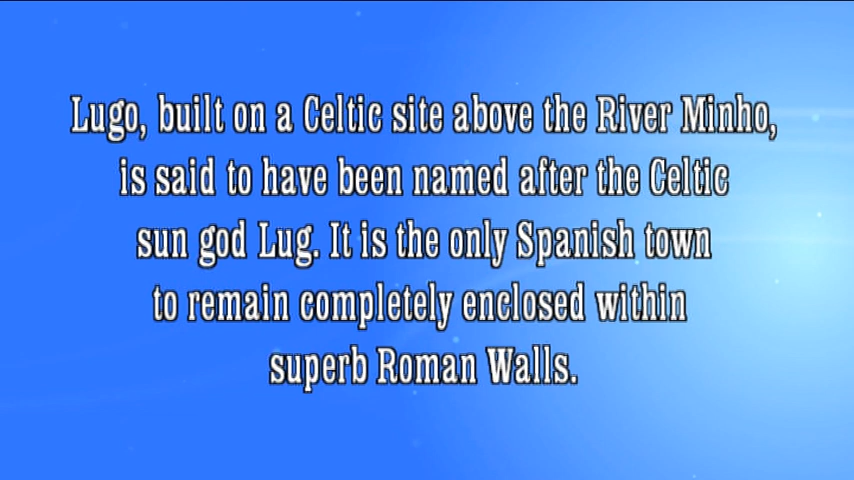 Lugo, built on a Celtic site above the River Minho,
is said to have been named after the Celtic
sun god Lug. It is the only Spanish town
to remain completely enclosed within
superb Roman Walls.